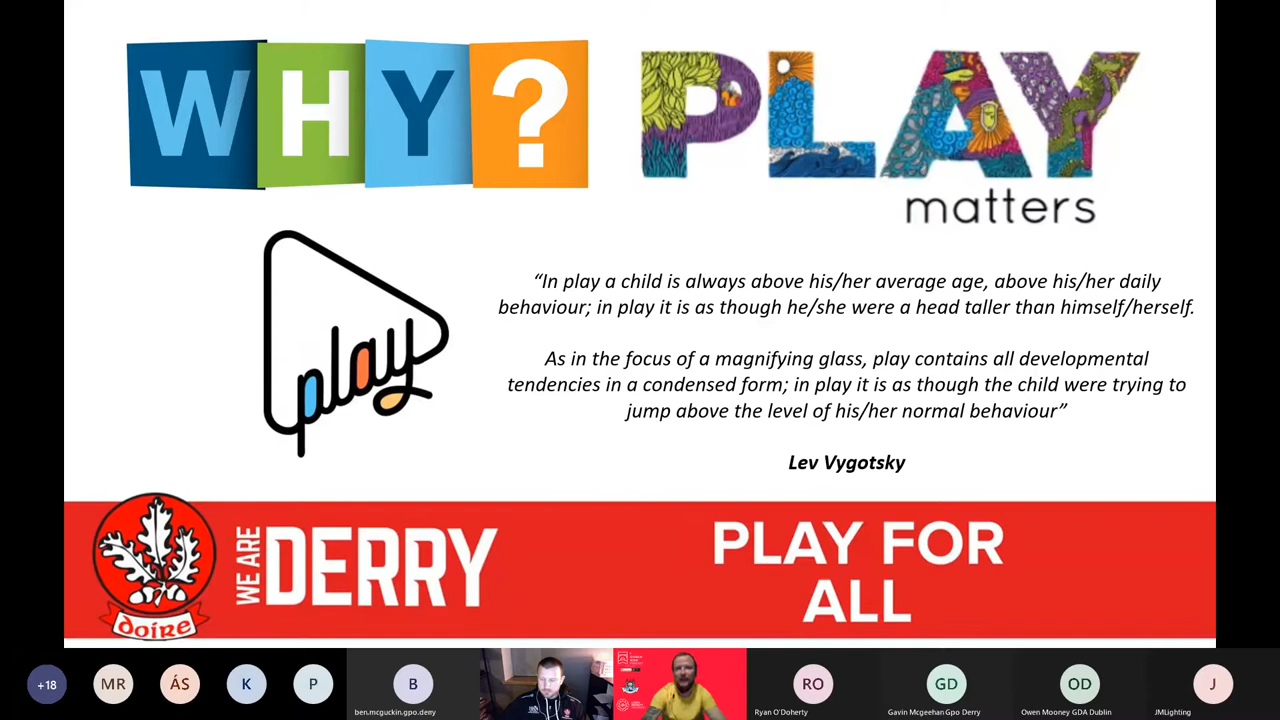 WHY?
PLAY
matters
play
“In play a child is always above his/her average age, above his/her daily
behaviour; in play it is as though he/she were a head taller than himself/herself.
As in the focus of a magnifying glass, play contains all developmental
tendencies in a condensed form; in play it is as though the child were trying to
jump above the level of his/her normal behaviour”
Lev Vygotsky
doire
WE ARE
DERRY
PLAY FOR
ALL
+18
MR
ÁS
K
P
B
ben.mcguckin.gpo.derry
RO
Ryan O'Doherty
GD
Gavin Mcgeehan Gpo Derry
OD
Owen Mooney GDA Dublin
J
JMLighting